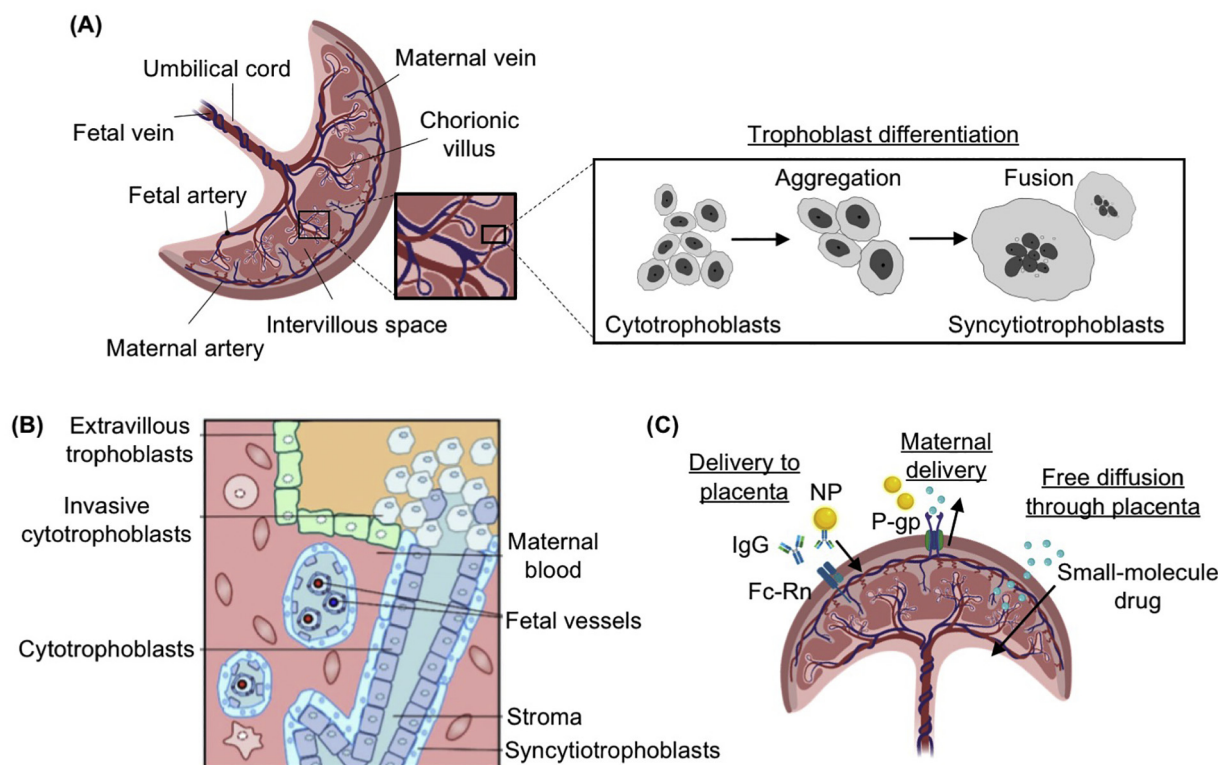 (A)
Umbilical cord
Maternal vein
Fetal vein
Chorionic
villus
Fetal artery
Intervillous space
Maternal artery
Trophoblast differentiation
Aggregation
Fusion
Cytotrophoblasts
Syncytiotrophoblasts
(B)
Extravillous
trophoblasts
Invasive
cytotrophoblasts
Maternal
blood
Fetal vessels
Cytotrophoblasts
Stroma
Syncytiotrophoblasts
(C)
Delivery to
placenta
Maternal
delivery
Free diffusion
through placenta
NP
P-gp
IgG
Fc-Rn
Small-molecule
drug